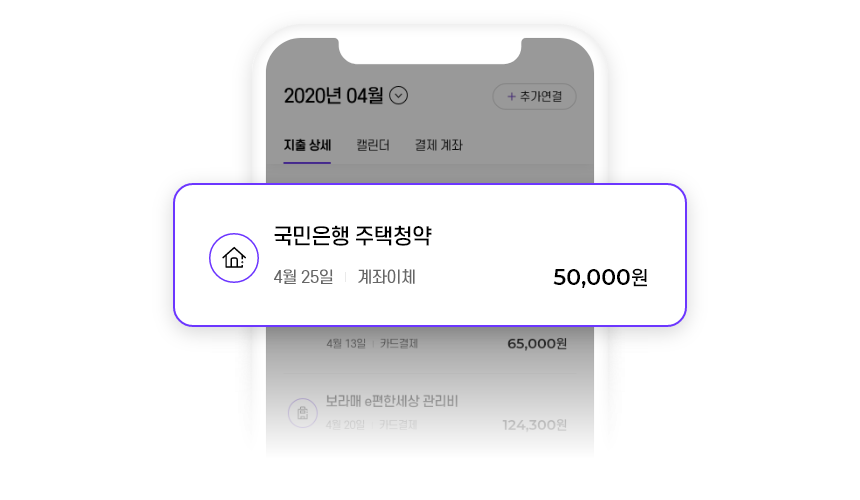 2020년 04월
+ 추가연결
지출 상세 캘린더 결제 계좌
국민은행 주택청약
4월 25일 | 계좌이체 50,000원
4월 13일 | 카드결제 65,000원
보라매 e편한세상 관리비
4월 20일 | 카드결제 124,300원